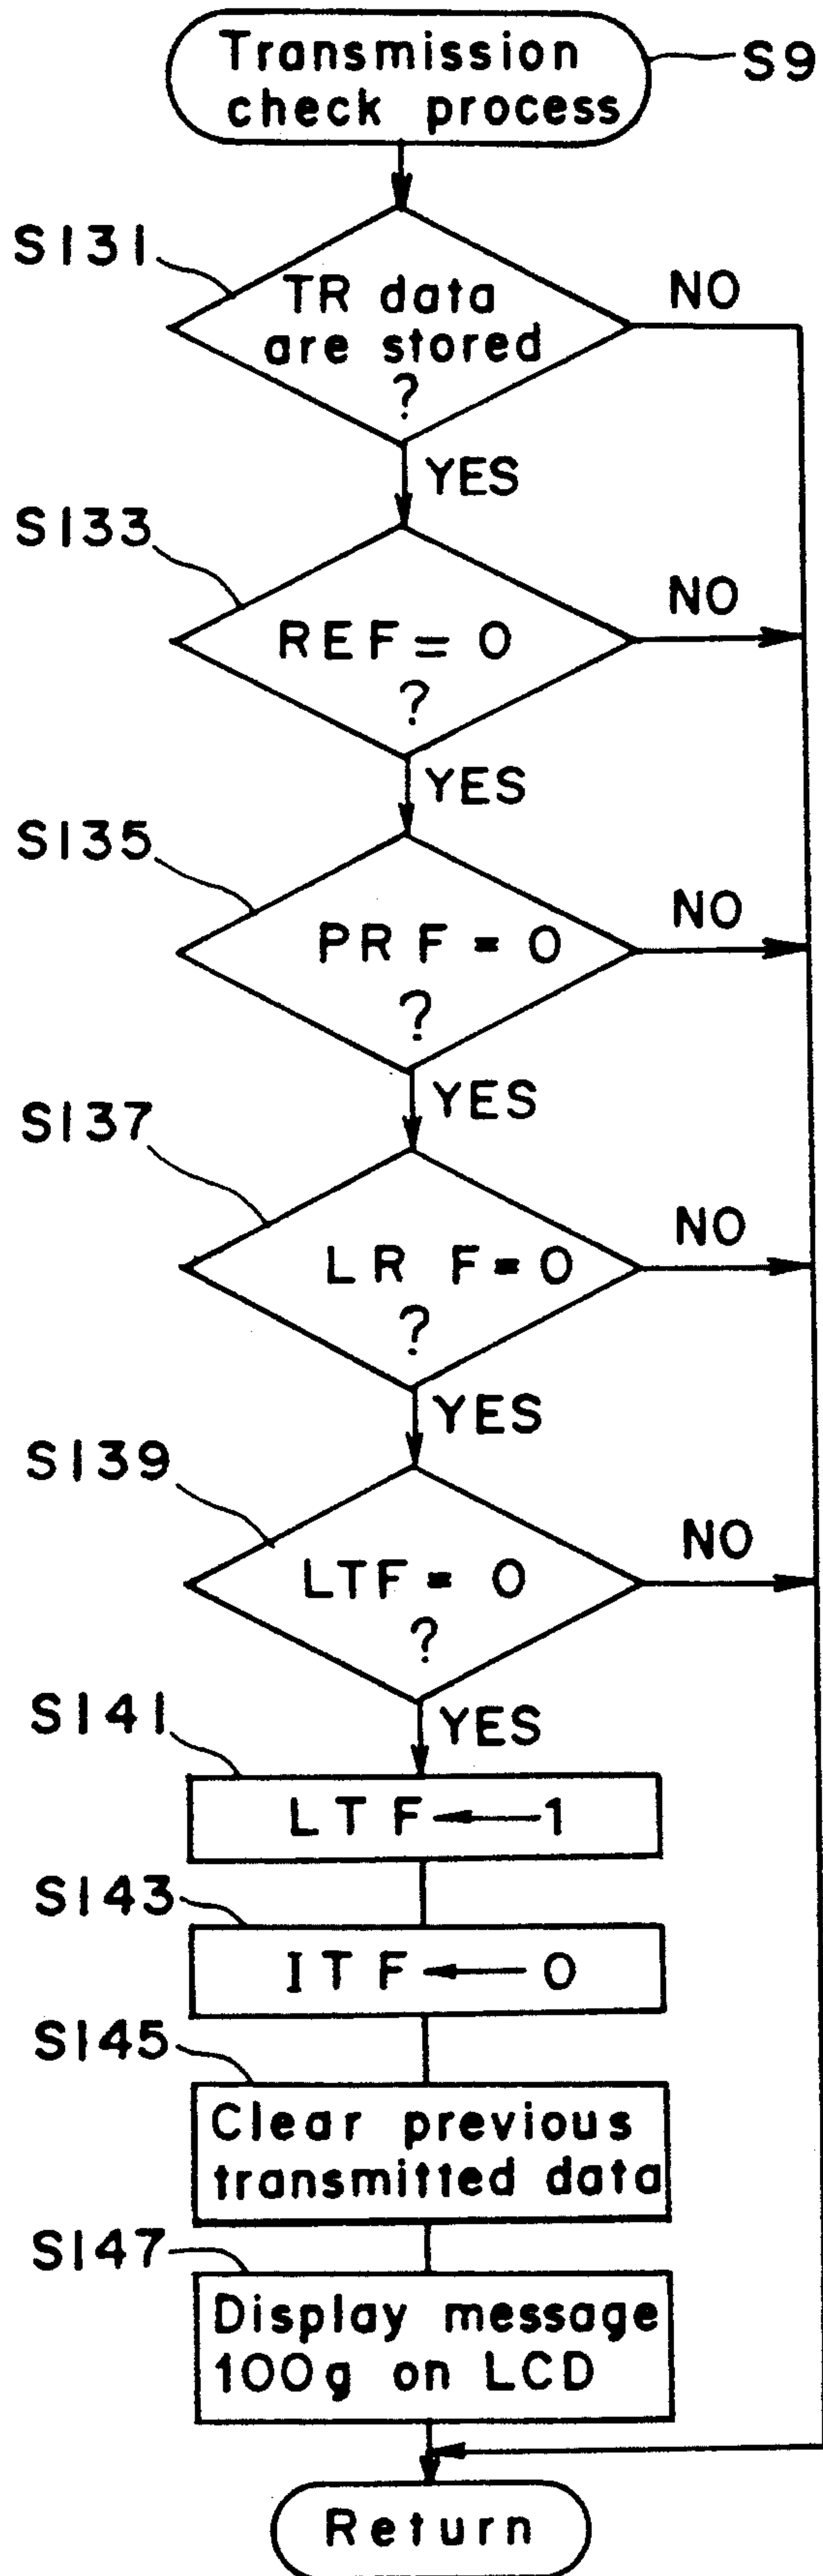 Transmission
check process
S9
S131
TR data
are stored
?
NO
YES
S133
REF = 0
?
NO
YES
S135
PRF = 0
?
NO
YES
S137
LR F = 0
?
NO
YES
S139
LTF = 0
?
NO
YES
S141
LTF ← 1
S143
ITF ← 0
S145
Clear previous
transmitted data
S147
Display message
100g on LCD
Return